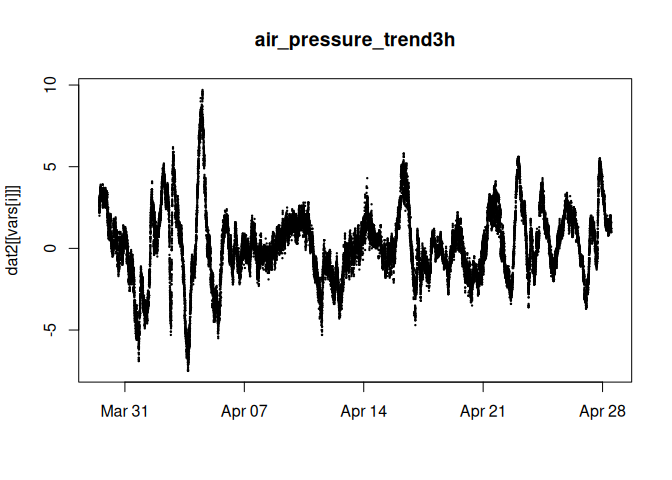 air_pressure_trend3h
dat2[[vars[i]]]
10
5
0
-5
Mar 31
Apr 07
Apr 14
Apr 21
Apr 28